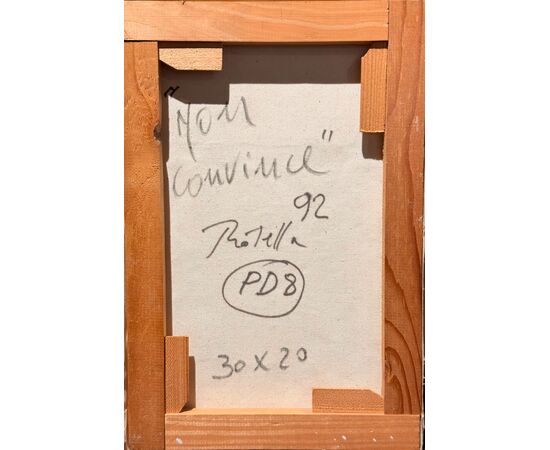 "Non
convince"
92
Rotella
PD8
30 x 20